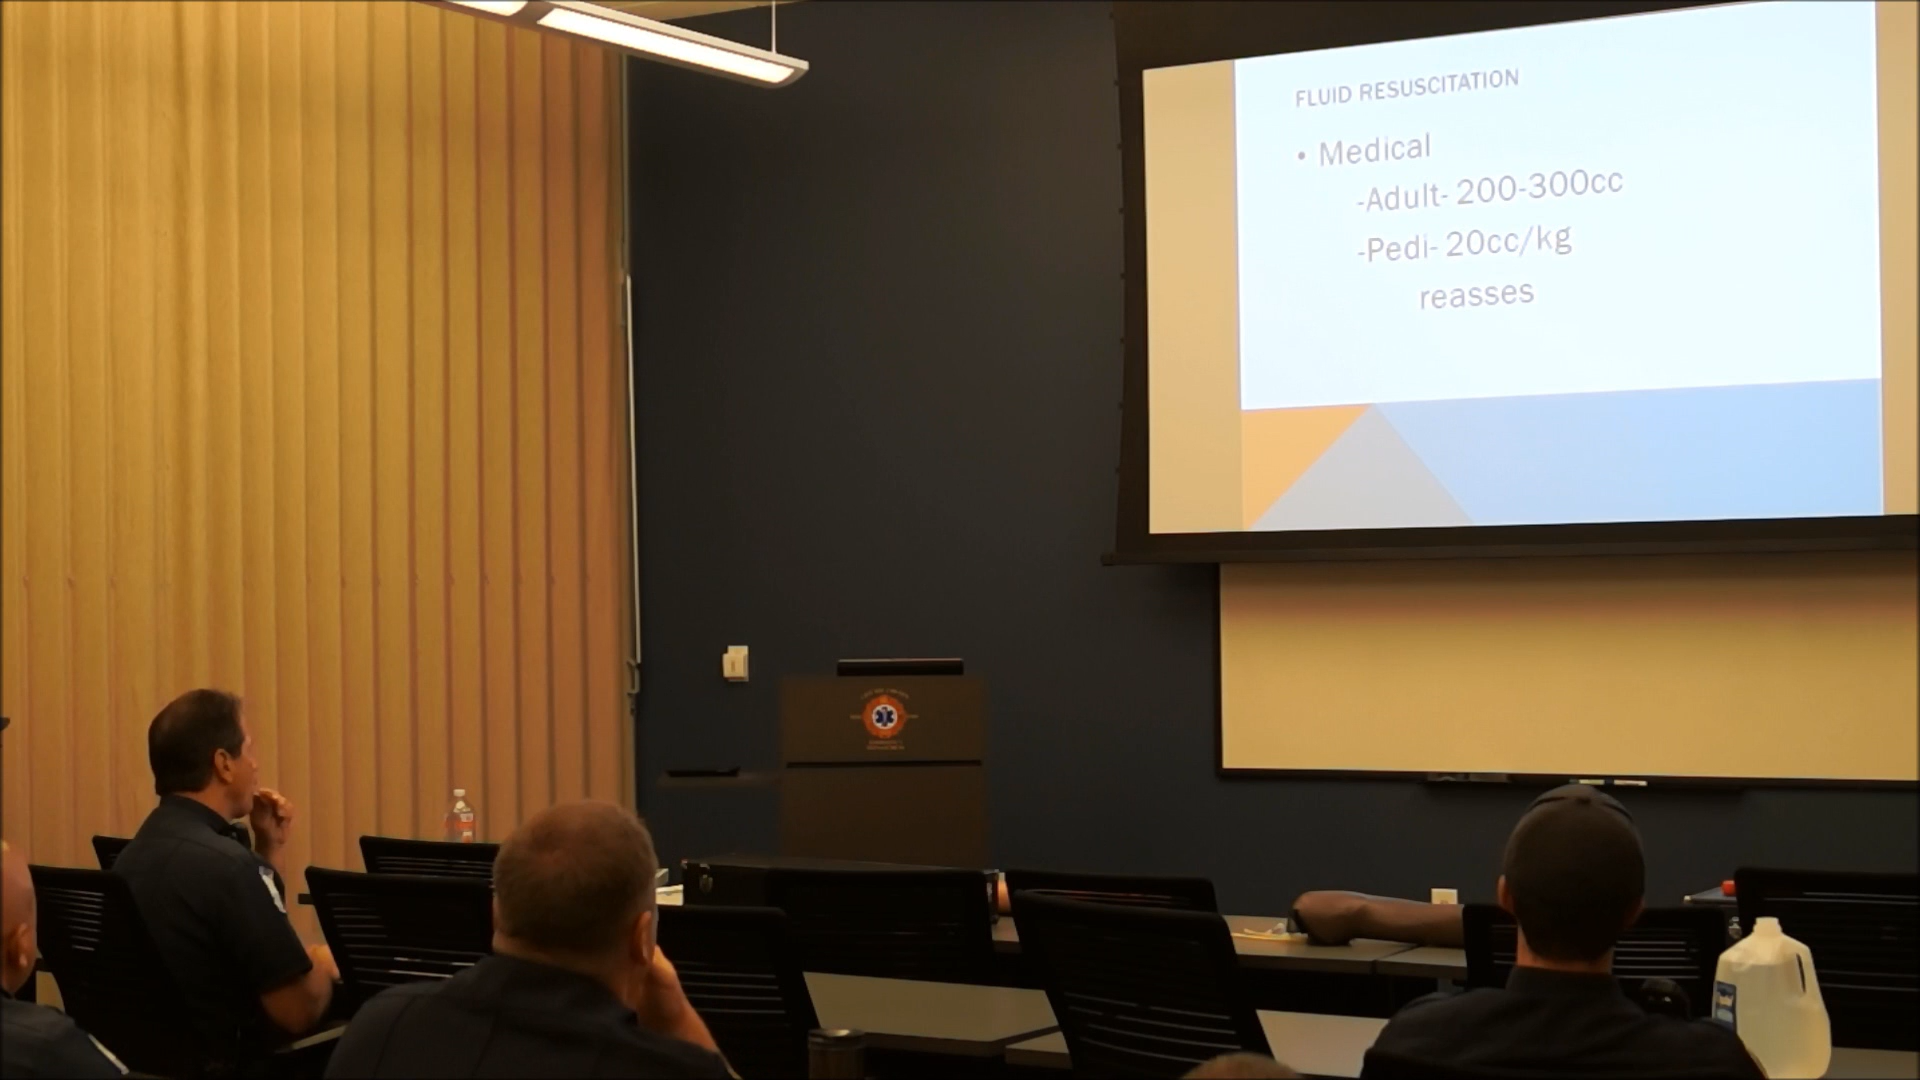 FLUID RESUSCITATION
• Medical
-Adult- 200-300cc
-Pedi- 20cc/kg
reasses